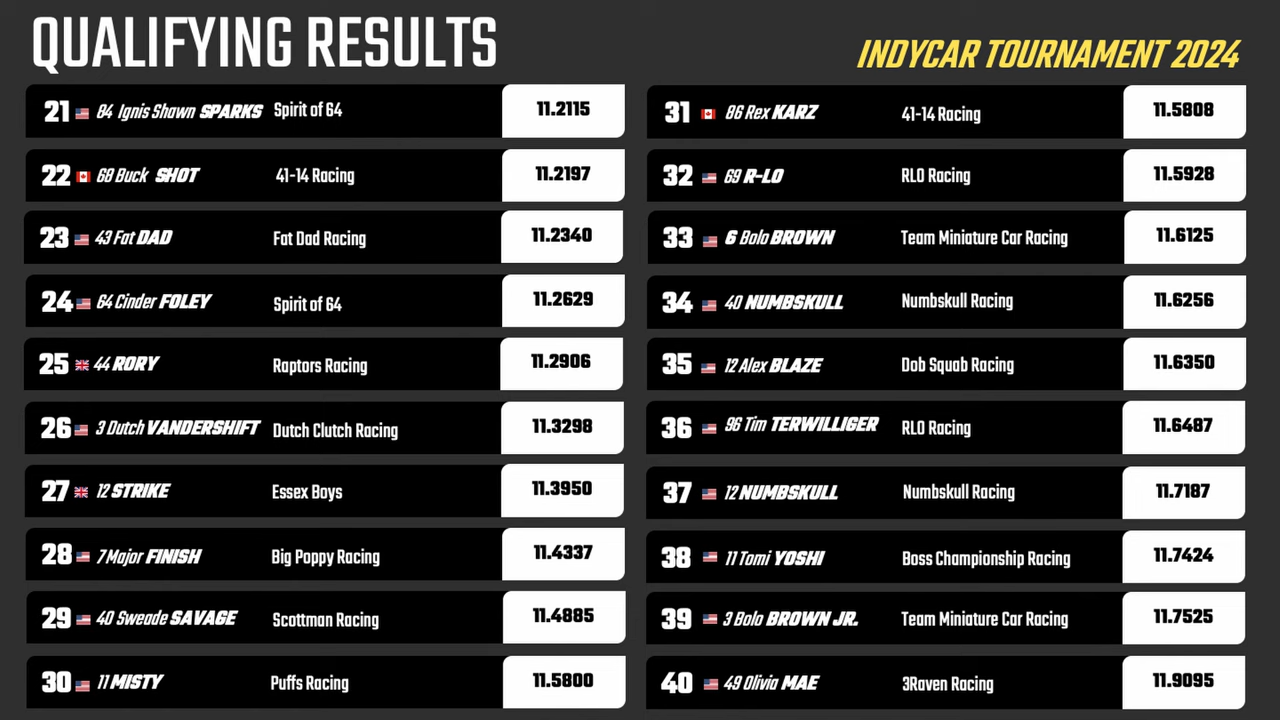 QUALIFYING RESULTS
INDYCAR TOURNAMENT 2024
21 84 Ignis Shawn SPARKS Spirit of 64 11.2115
22 68 Buck SHOT 41-14 Racing 11.2197
23 43 Fat DAD Fat Dad Racing 11.2340
24 64 Cinder FOLEY Spirit of 64 11.2629
25 44 RORY Raptors Racing 11.2906
26 3 Dutch VANDERSHIFT Dutch Clutch Racing 11.3298
27 12 STRIKE Essex Boys 11.3950
28 7 Major FINISH Big Poppy Racing 11.4337
29 40 Sweade SAVAGE Scottman Racing 11.4885
30 11 MISTY Puffs Racing 11.5800
31 86 Rex KARZ 41-14 Racing 11.5808
32 69 R-LO RLO Racing 11.5928
33 6 Bolo BROWN Team Miniature Car Racing 11.6125
34 40 NUMBSKULL Numbskull Racing 11.6256
35 12 Alex BLAZE Dob Squab Racing 11.6350
36 96 Tim TERWILLIGER RLO Racing 11.6487
37 12 NUMBSKULL Numbskull Racing 11.7187
38 11 Tomi YOSHI Boss Championship Racing 11.7424
39 3 Bolo BROWN JR. Team Miniature Car Racing 11.7525
40 49 Olivia MAE 3Raven Racing 11.9095